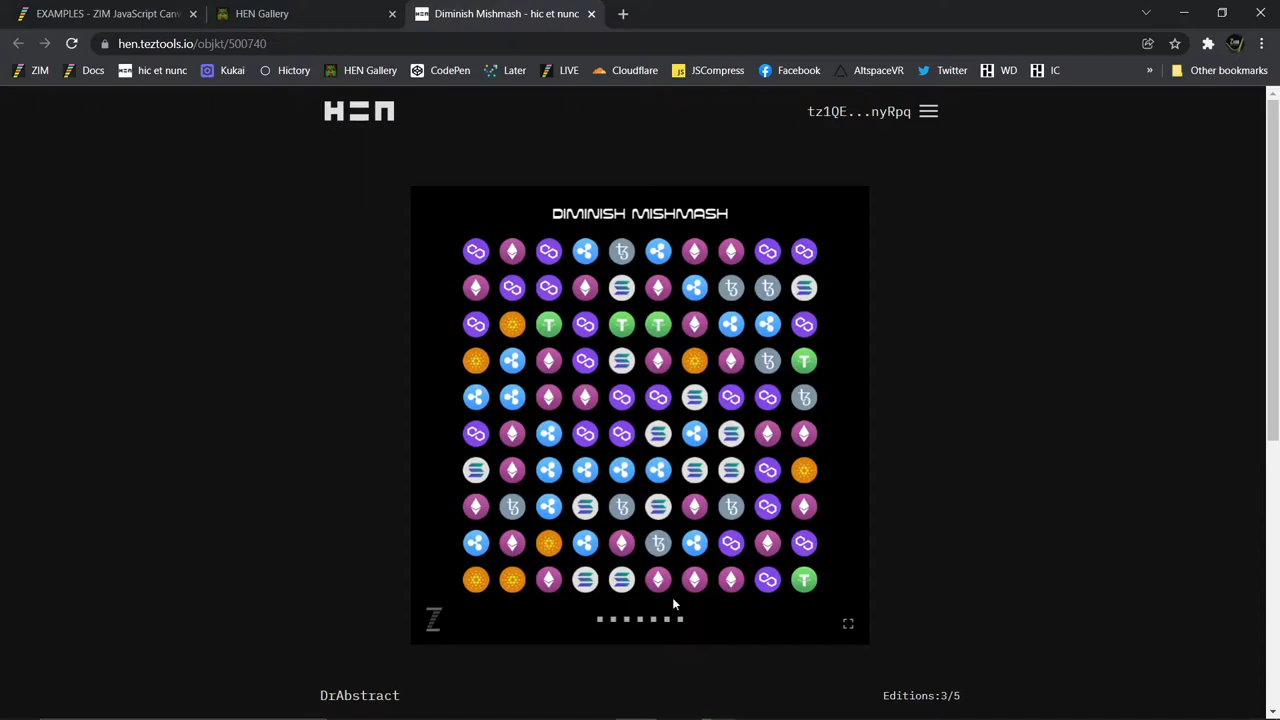 EXAMPLES - ZIM JavaScript Canv
HEN Gallery
Diminish Mishmash - hic et nunc
hen.teztools.io/objkt/500740
ZIM
Docs
hic et nunc
Kukai
Hictory
HEN Gallery
CodePen
Later
LIVE
Cloudflare
JSCompress
Facebook
AltspaceVR
Twitter
WD
IC
»
Other bookmarks
tz1QE...nyRpq
DIMINISH MISHMASH
Z
DrAbstract
Editions:3/5